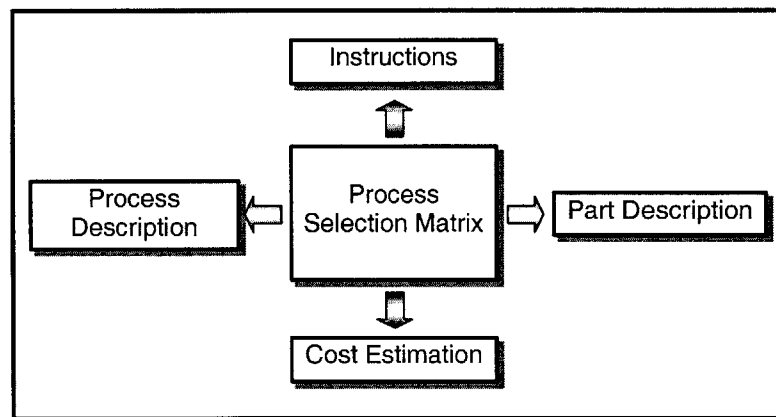 Instructions
Process
Description
Process
Selection Matrix
Part Description
Cost Estimation